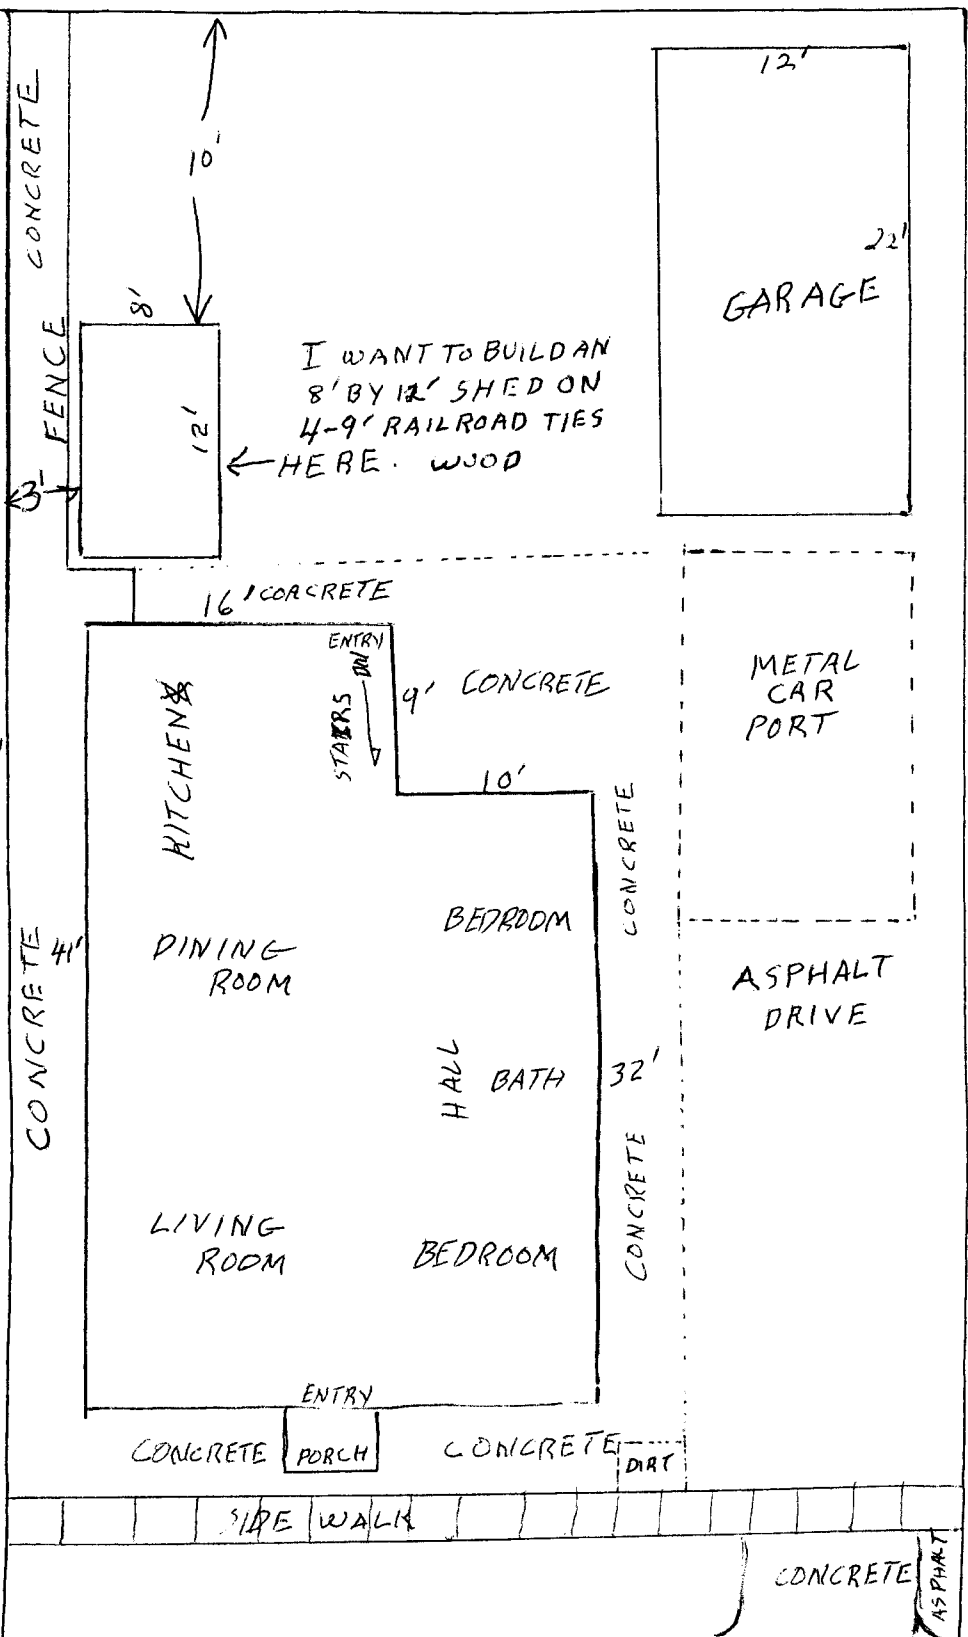 12'
CONCRETE
10'
22'
GARAGE
8'
FENCE
I WANT TO BUILD AN
8' BY 12' SHED ON
4-9' RAILROAD TIES
HERE. WOOD
12'
3'
16' CONCRETE
ENTRY
STAIRS DN
9'
CONCRETE
METAL
CAR
PORT
KITCHEN
10'
CONCRETE
BEDROOM
41'
CONCRETE
DINING
ROOM
ASPHALT
DRIVE
HALL
BATH
32'
CONCRETE
LIVING
ROOM
BEDROOM
ENTRY
CONCRETE
PORCH
CONCRETE
DIRT
SIDE WALK
CONCRETE
ASPHALT